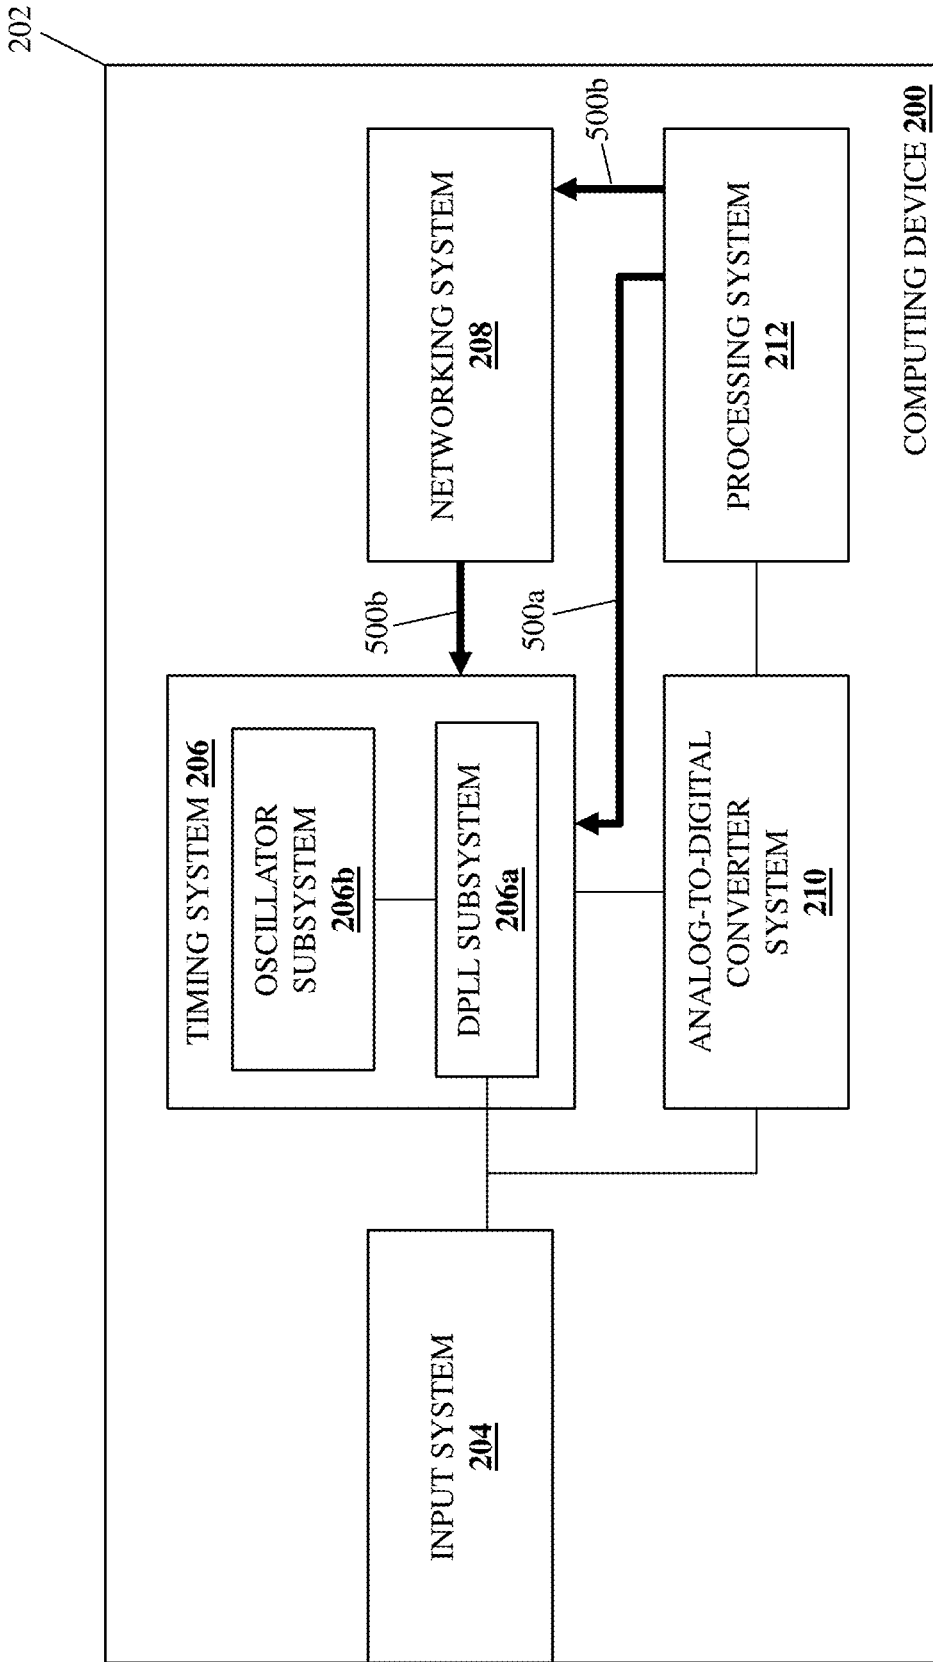 202
TIMING SYSTEM 206
OSCILLATOR
SUBSYSTEM
206b
DPLL SUBSYSTEM
206a
INPUT SYSTEM
204
500b
NETWORKING SYSTEM
208
500b
500a
ANALOG-TO-DIGITAL
CONVERTER
SYSTEM
210
PROCESSING SYSTEM
212
COMPUTING DEVICE 200